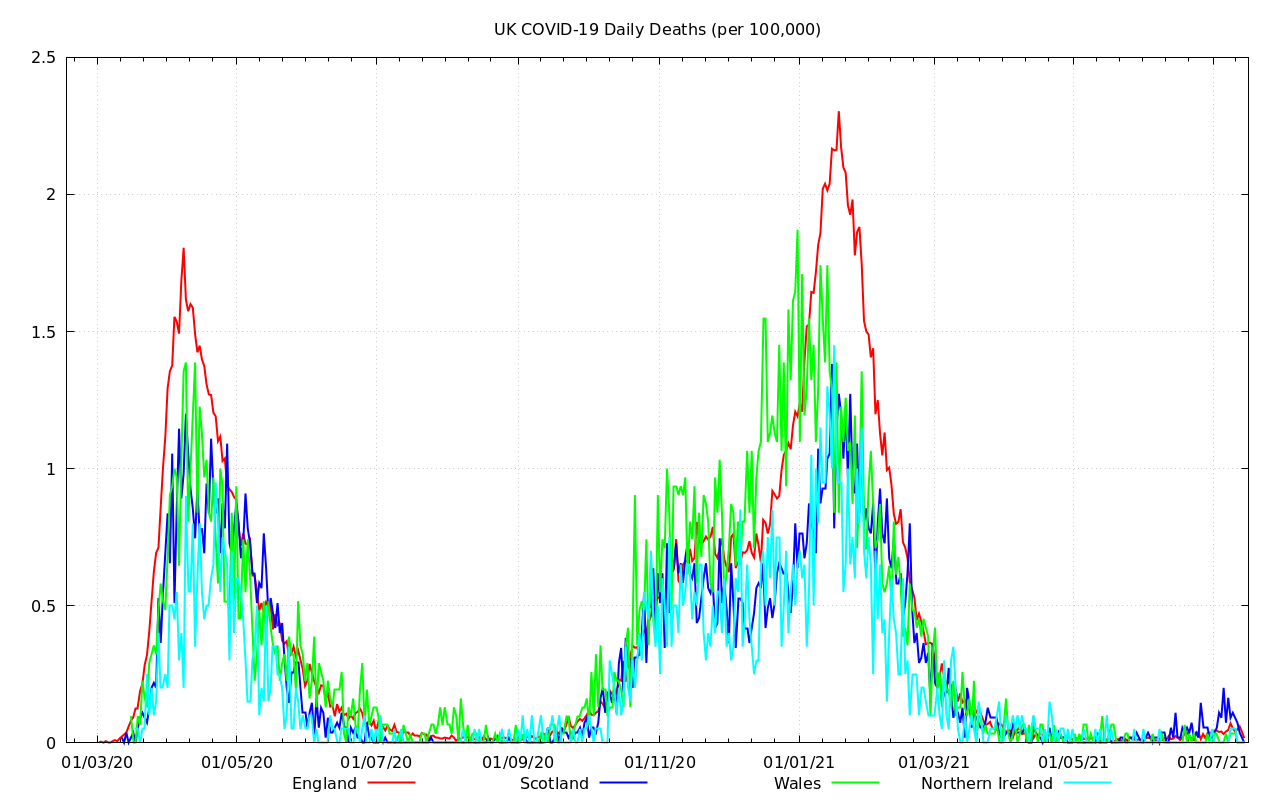 UK COVID-19 Daily Deaths (per 100,000)
2.5
2
1.5
1
0.5
0
01/03/20 01/05/20 01/07/20 01/09/20 01/11/20 01/01/21 01/03/21 01/05/21 01/07/21
England Scotland Wales Northern Ireland